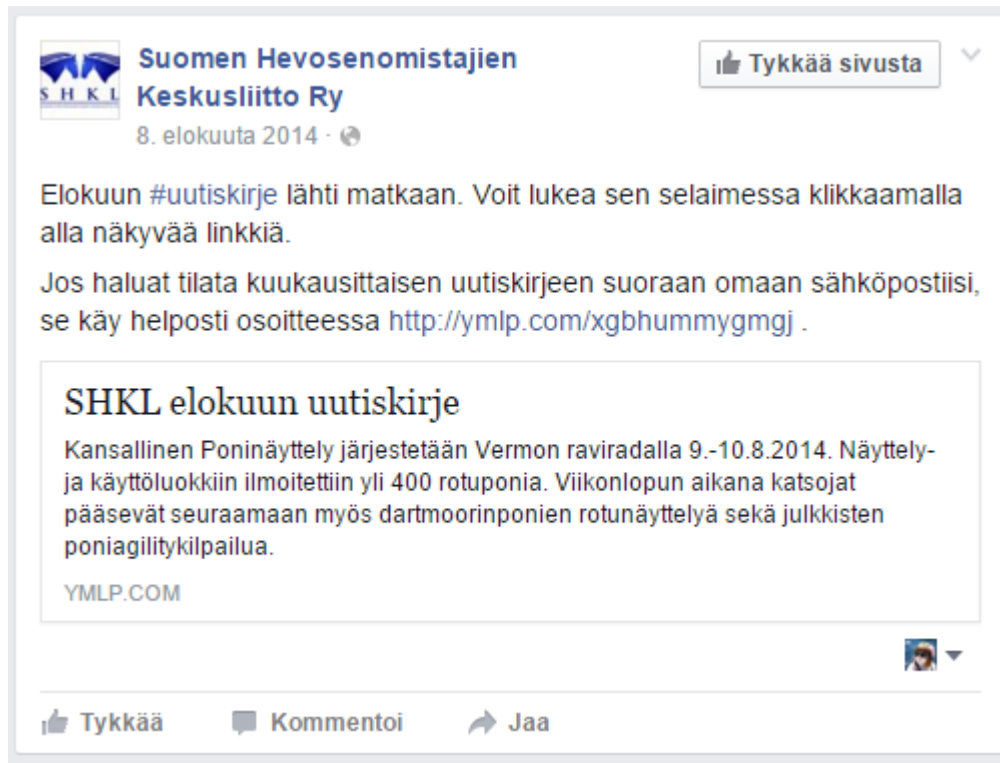 Suomen Hevosenomistajien
Keskusliitto Ry
Tykkää sivusta
S H K L
8. elokuuta 2014 ·
Elokuun #uutiskirje lähti matkaan. Voit lukea sen selaimessa klikkaamalla
alla näkyvää linkkiä.
Jos haluat tilata kuukausittaisen uutiskirjeen suoraan omaan sähköpostiisi,
se käy helposti osoitteessa http://ymlp.com/xgbhummygmgj .
SHKL elokuun uutiskirje
Kansallinen Poninäyttely järjestetään Vermon raviradalla 9.-10.8.2014. Näyttely-
ja käyttöluokkiin ilmoitettiin yli 400 rotuponia. Viikonlopun aikana katsojat
pääsevät seuraamaan myös dartmoorinponien rotunäyttelyä sekä julkkisten
poniagilitykilpailua.
YMLP.COM
Tykkää Kommentoi Jaa